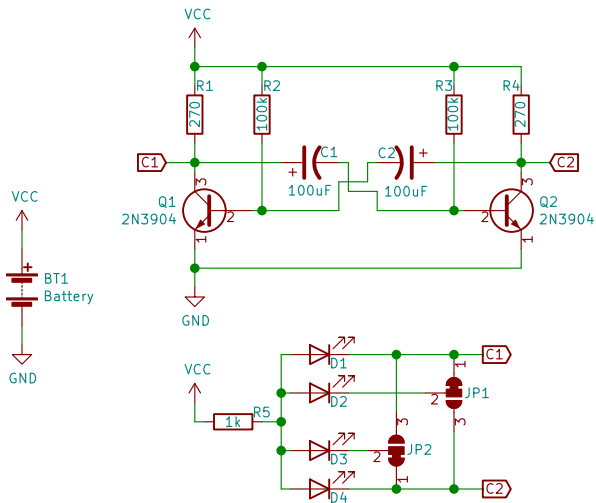 VCC
R1
R2
R3
R4
270
100k
100k
270
C1
C1
C2
C2
100uF
100uF
3
3
Q1
2N3904
2
2
Q2
2N3904
1
1
VCC
BT1
Battery
GND
GND
D1
C1
1
VCC
D2
2
JP1
R5
1k
3
3
D3
2
JP2
1
D4
C2